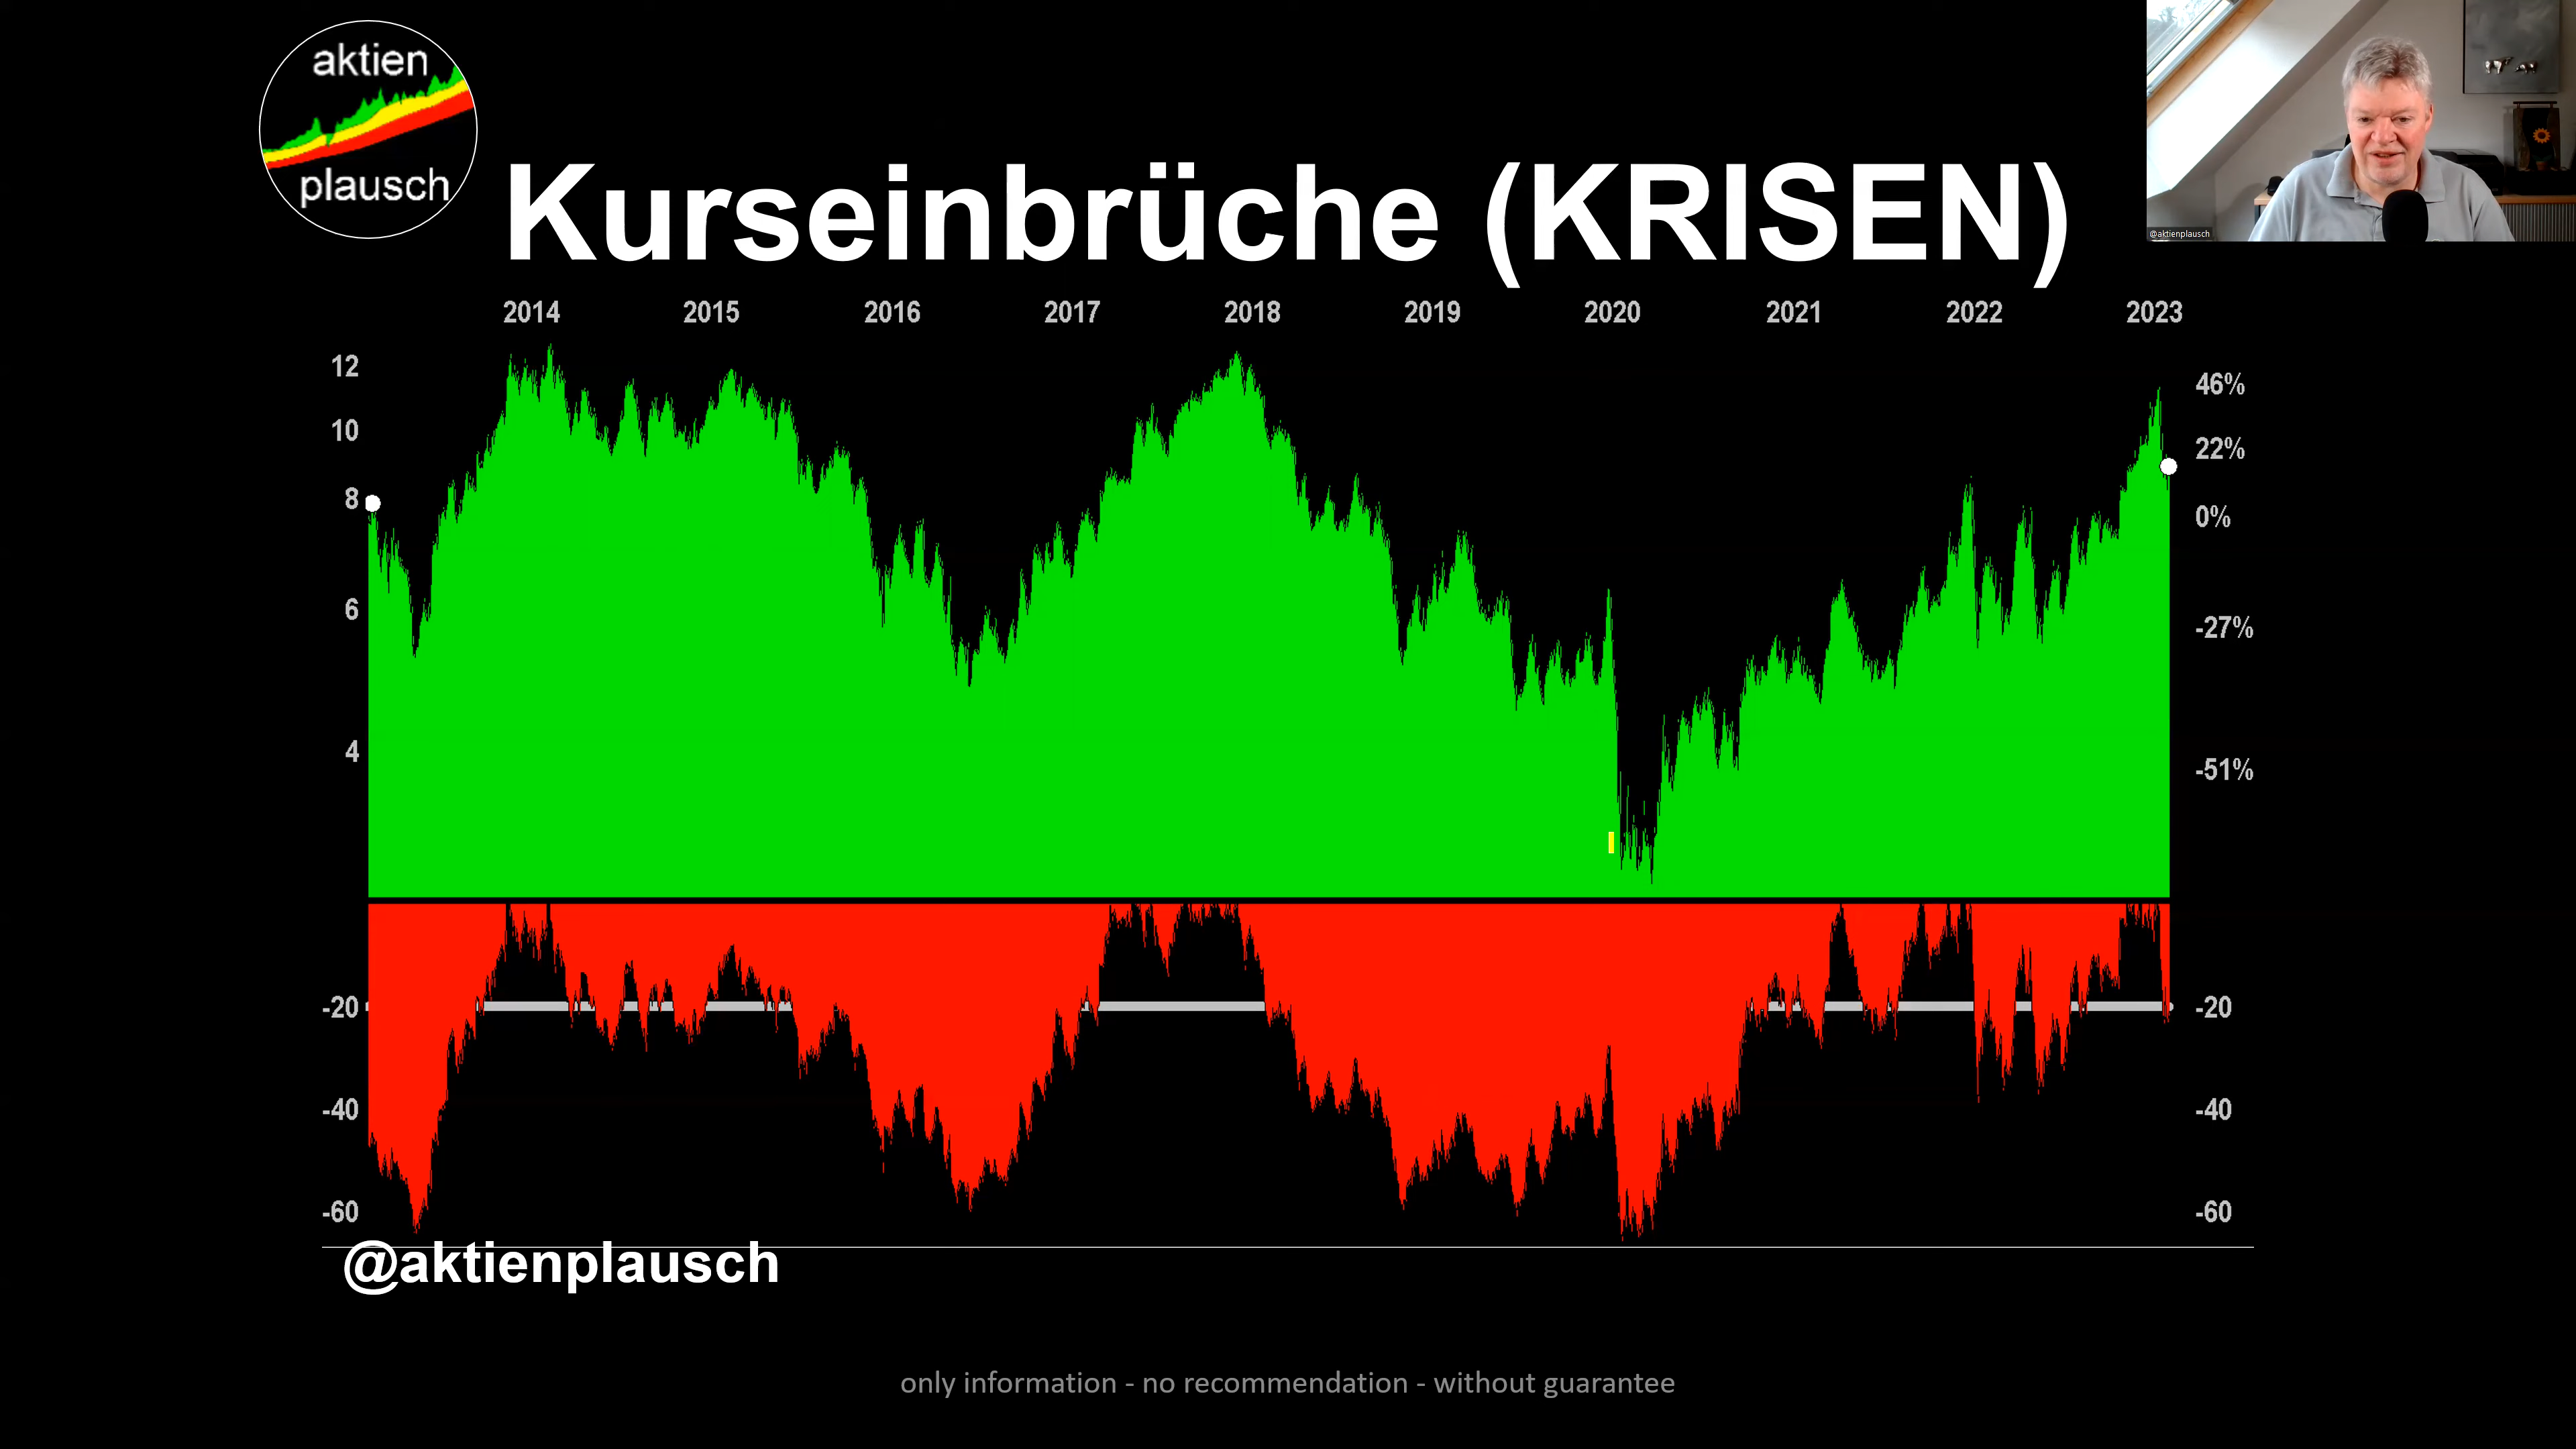 aktien
plausch
@aktienplausch
Kurseinbrüche (KRISEN)
2014 2015 2016 2017 2018 2019 2020 2021 2022 2023
12 46%
10 22%
8 0%
6 -27%
4 -51%
-20 -20
-40 -40
-60 -60
@aktienplausch
only information - no recommendation - without guarantee